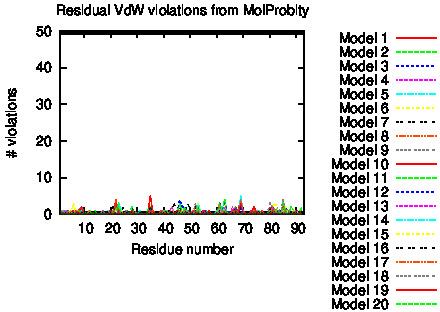 Residual VdW violations from MolProbity
50
40
30
20
10
0
# violations
10 20 30 40 50 60 70 80 90
Residue number
Model 1
Model 2
Model 3
Model 4
Model 5
Model 6
Model 7
Model 8
Model 9
Model 10
Model 11
Model 12
Model 13
Model 14
Model 15
Model 16
Model 17
Model 18
Model 19
Model 20